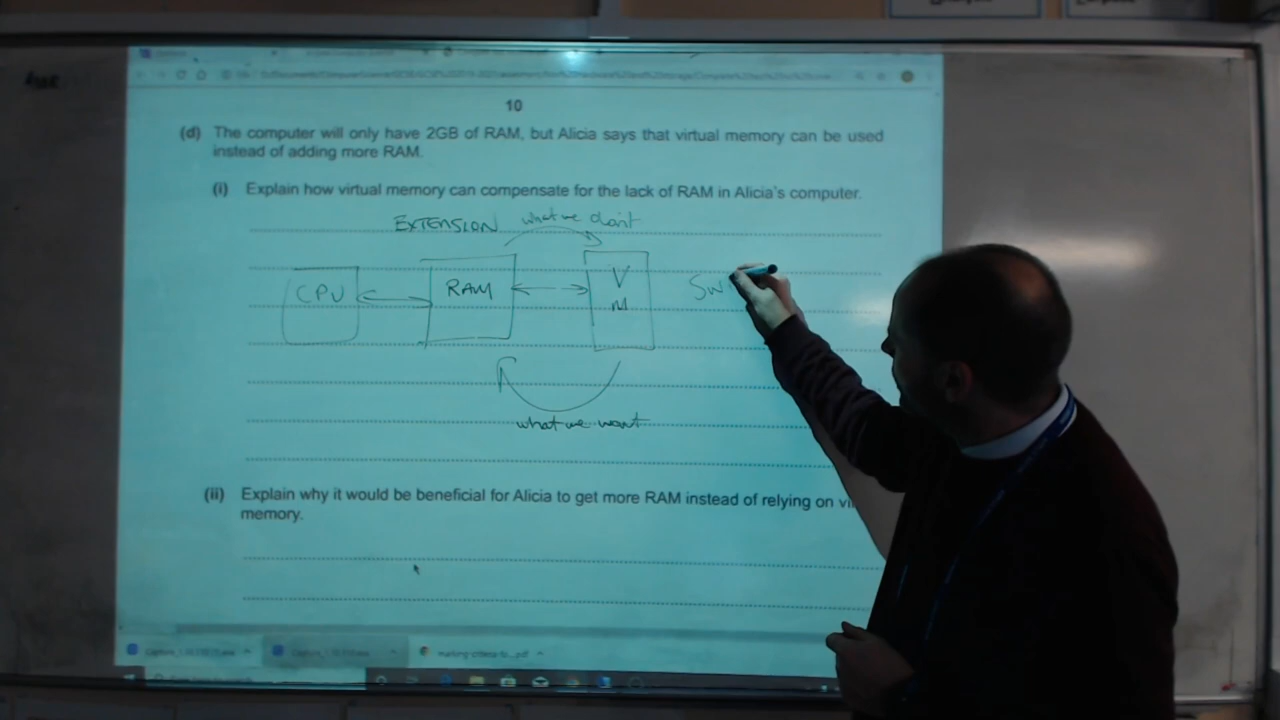 10
(d) The computer will only have 2GB of RAM, but Alicia says that virtual memory can be used
instead of adding more RAM.
(i) Explain how virtual memory can compensate for the lack of RAM in Alicia's computer.
EXTENSION what we don't
CPU RAM V
M
SW
what we want
(ii) Explain why it would be beneficial for Alicia to get more RAM instead of relying on vi
memory.